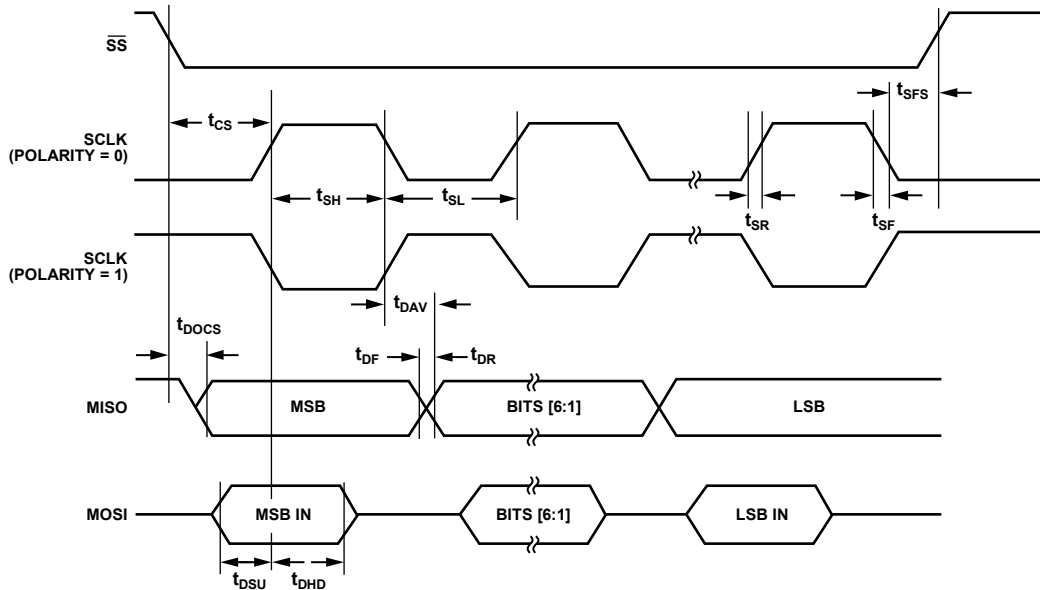 SS
tSFS
tCS
SCLK
(POLARITY = 0)
tSH
tSL
tSR
tSF
SCLK
(POLARITY = 1)
tDAV
tDOCS
tDF
tDR
MISO
MSB
BITS [6:1]
LSB
MOSI
MSB IN
BITS [6:1]
LSB IN
tDSU
tDHD